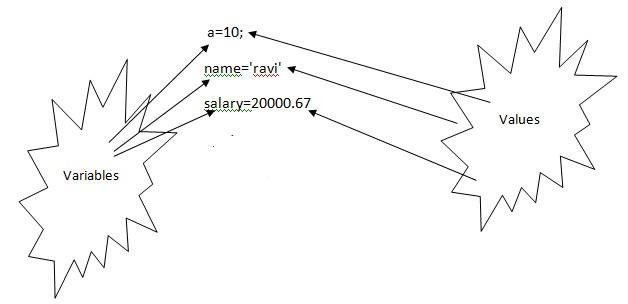 a=10;
name='ravi'
salary=20000.67
Variables
Values